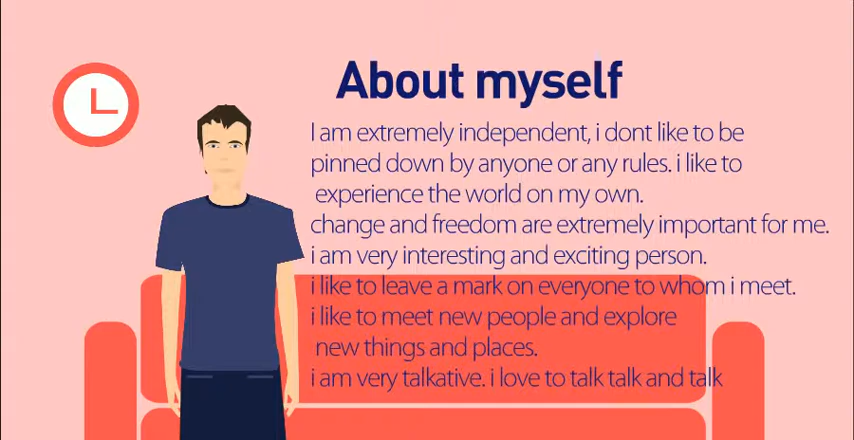 About myself
I am extremely independent, i dont like to be
pinned down by anyone or any rules. i like to
experience the world on my own.
change and freedom are extremely important for me.
i am very interesting and exciting person.
i like to leave a mark on everyone to whom i meet.
i like to meet new people and explore
new things and places.
i am very talkative. i love to talk talk and talk